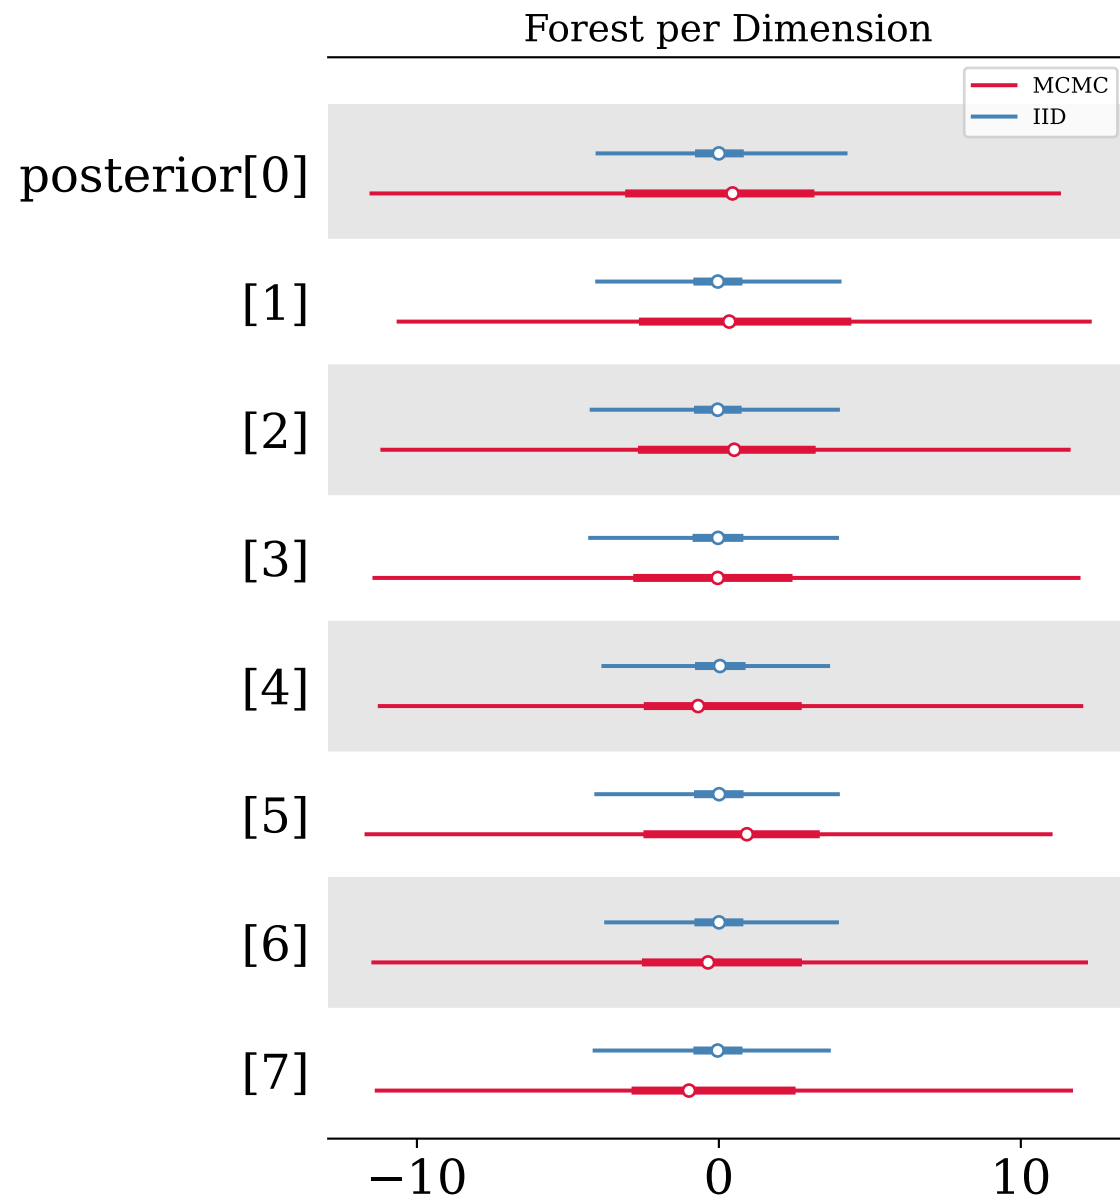 Forest per Dimension
MCMC
IID
posterior[0]
[1]
[2]
[3]
[4]
[5]
[6]
[7]
−10 0 10